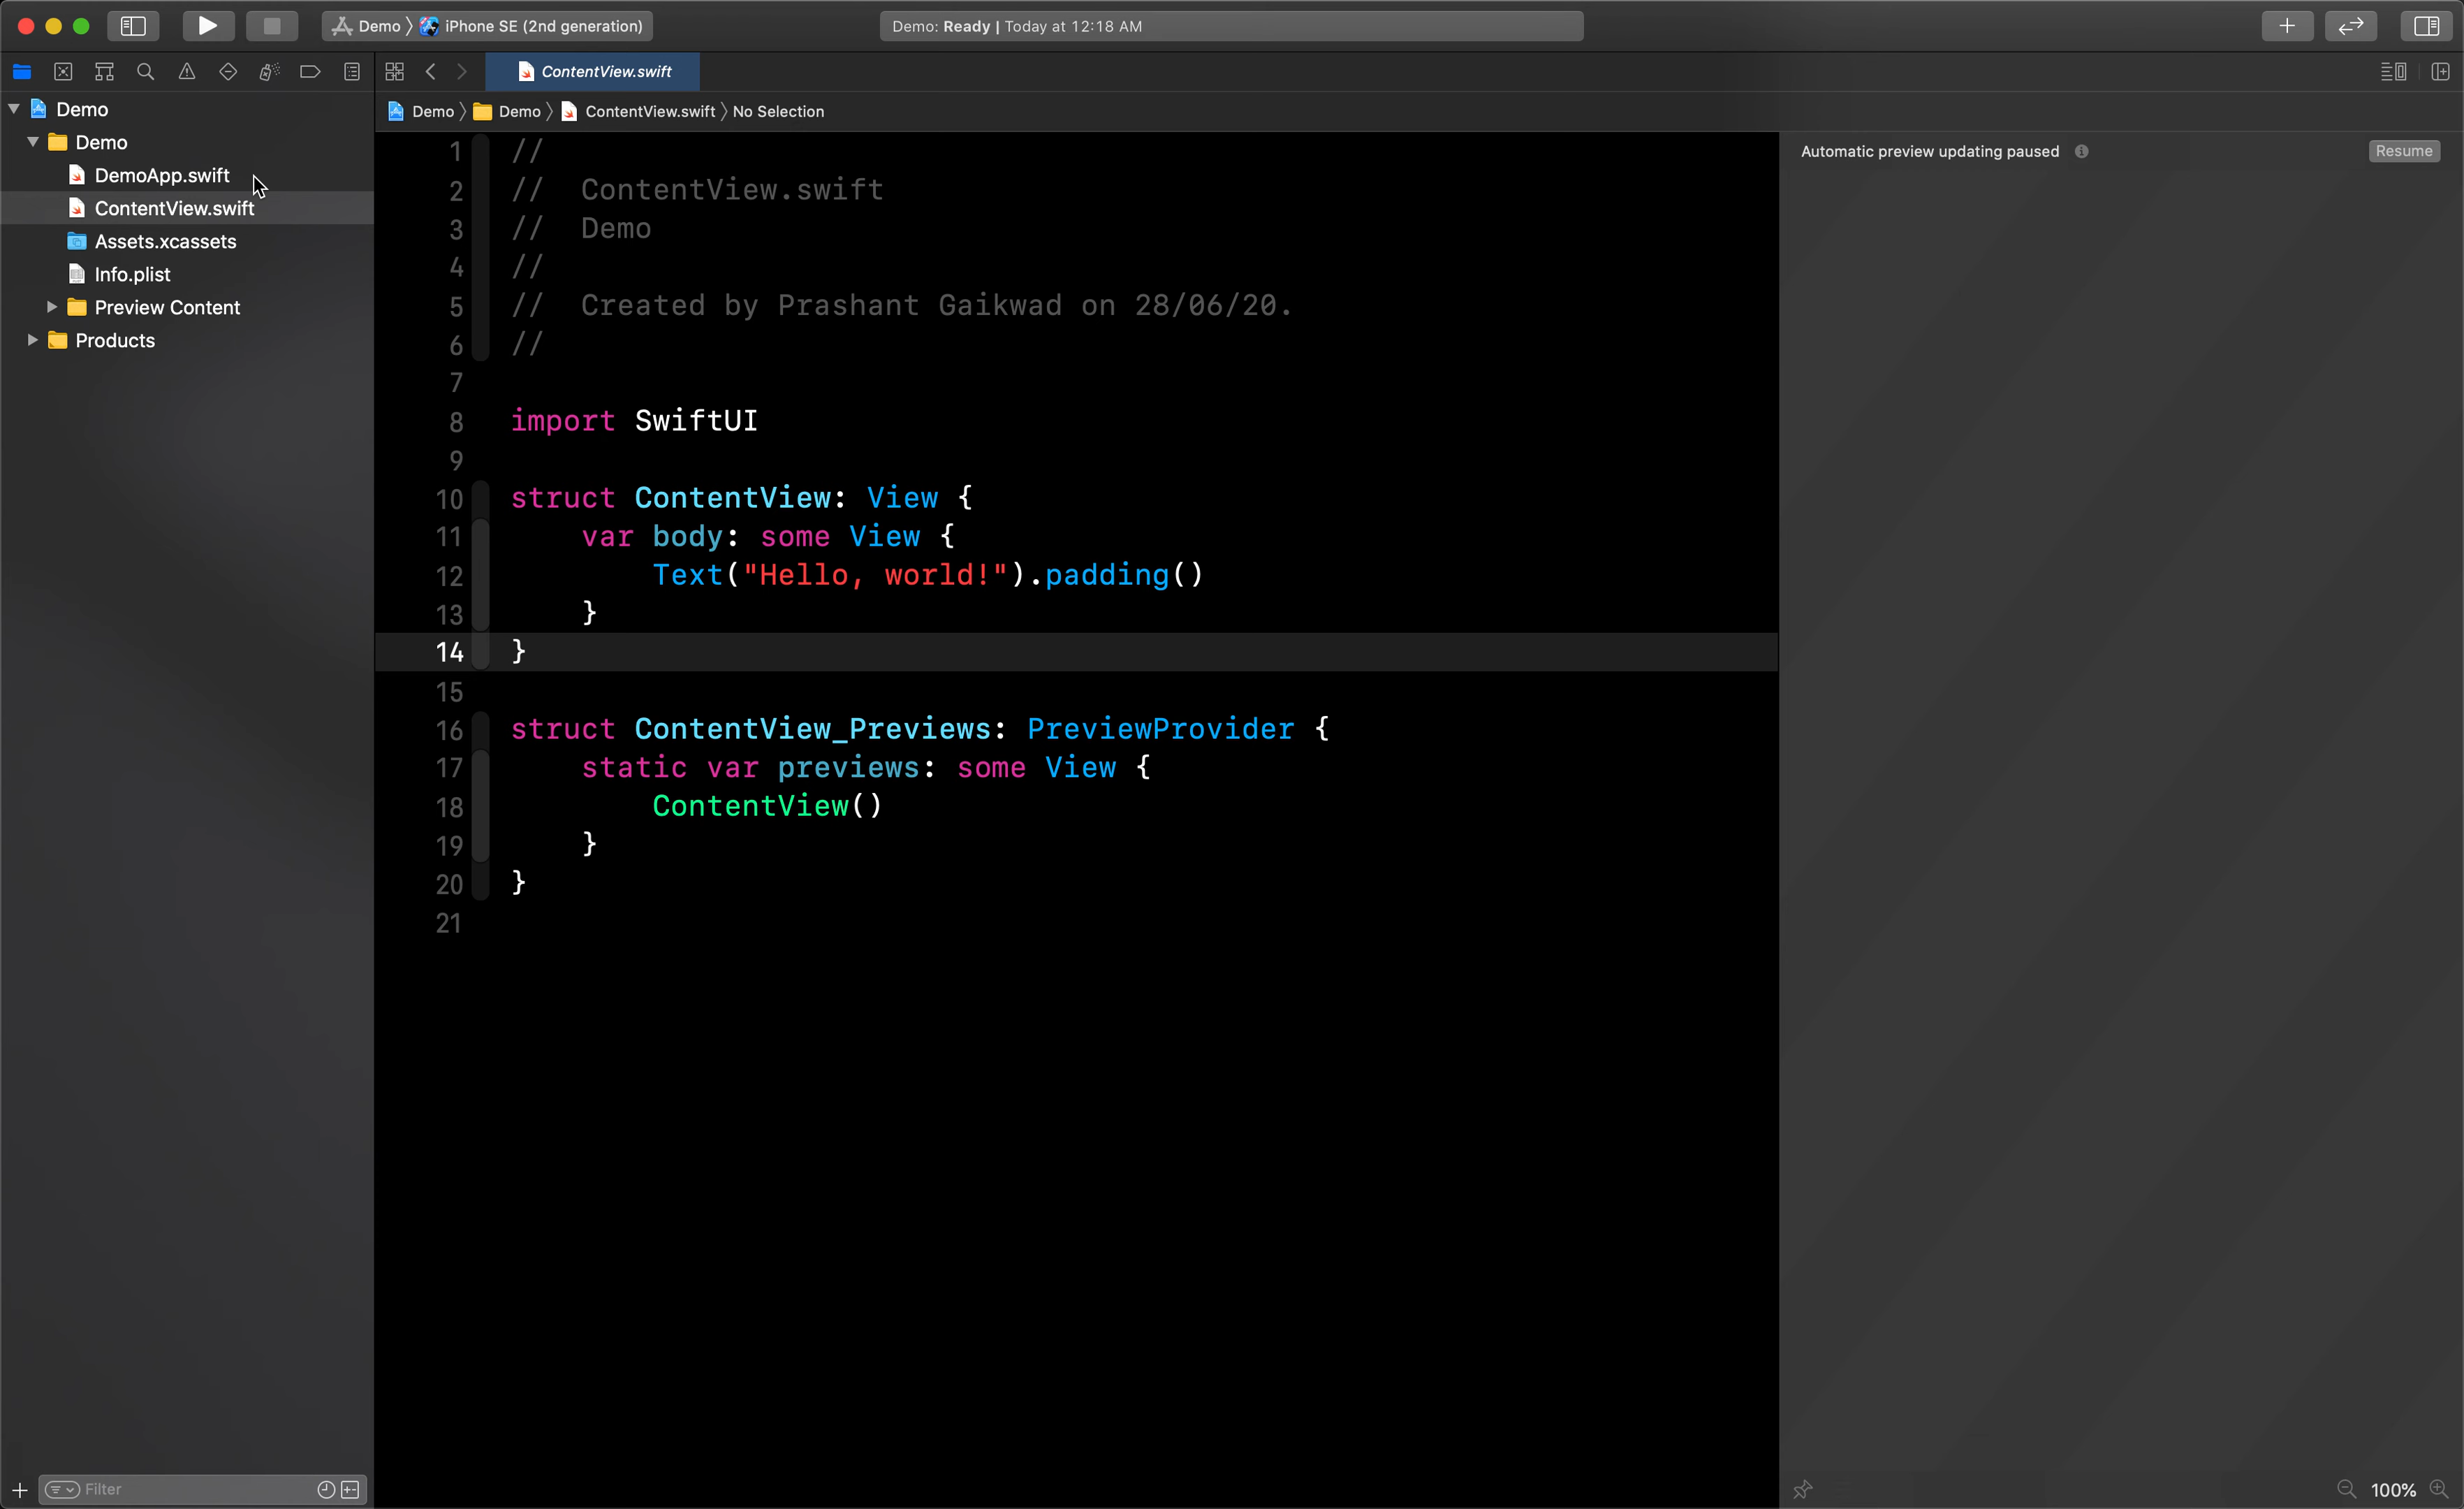 Demo 〉 iPhone SE (2nd generation)
Demo: Ready | Today at 12:18 AM
ContentView.swift
Demo 〉 Demo 〉 ContentView.swift 〉 No Selection
Demo
Demo
DemoApp.swift
ContentView.swift
Assets.xcassets
Info.plist
Preview Content
Products
1 //
2 //  ContentView.swift
3 //  Demo
4 //
5 //  Created by Prashant Gaikwad on 28/06/20.
6 //
7
8 import SwiftUI
9
10 struct ContentView: View {
11     var body: some View {
12         Text("Hello, world!").padding()
13     }
14 }
15
16 struct ContentView_Previews: PreviewProvider {
17     static var previews: some View {
18         ContentView()
19     }
20 }
21
Automatic preview updating paused
Resume
Filter
100%